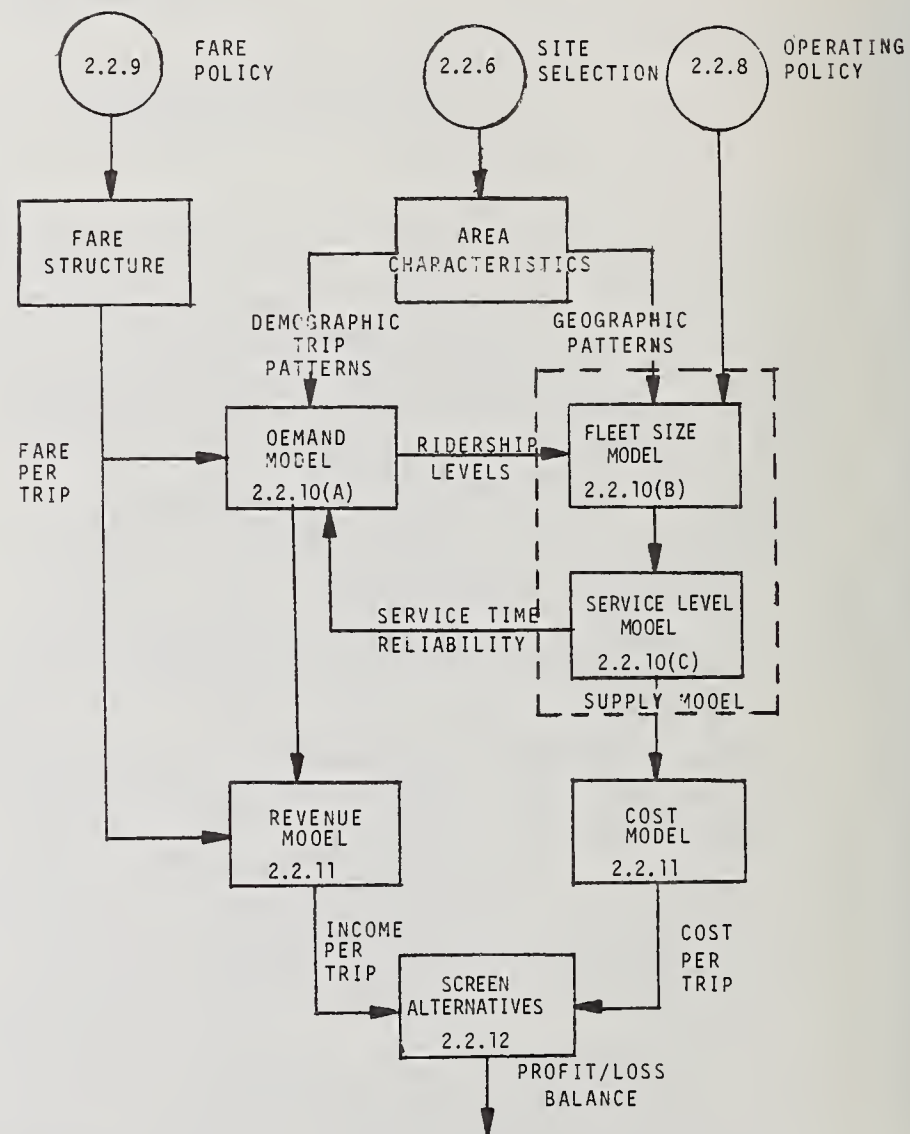 2.2.9
FARE
POLICY
2.2.6
SITE
SELECTION
2.2.8
OPERATING
POLICY
FARE
STRUCTURE
AREA
CHARACTERISTICS
DEMOGRAPHIC
TRIP
PATTERNS
GEOGRAPHIC
PATTERNS
FARE
PER
TRIP
OEMAND
MODEL
2.2.10(A)
RIDERSHIP
LEVELS
FLEET SIZE
MODEL
2.2.10(B)
SERVICE TIME
RELIABILITY
SERVICE LEVEL
MOOEL
2.2.10(C)
SUPPLY MOOEL
REVENUE
MOOEL
2.2.11
COST
MODEL
2.2.11
INCOME
PER
TRIP
COST
PER
TRIP
SCREEN
ALTERNATIVES
2.2.12
PROFIT/LOSS
BALANCE